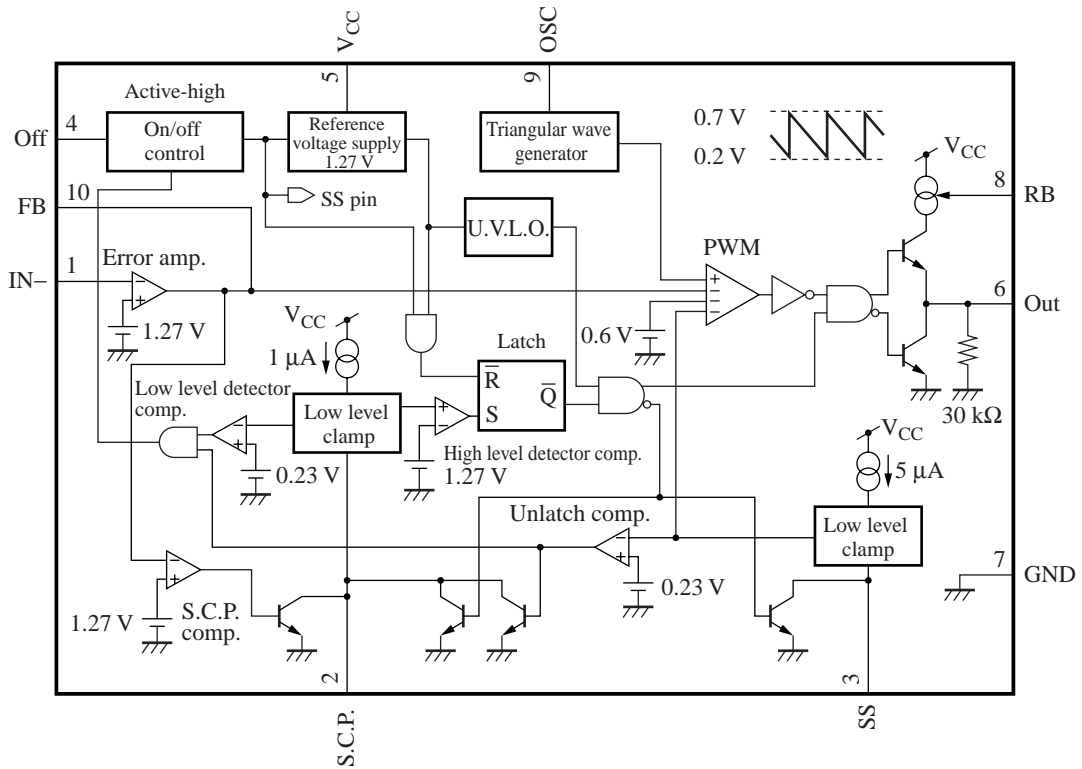 VCC
OSC
5
9
Active-high
Off
4
On/off
control
Reference
voltage supply
1.27 V
Triangular wave
generator
0.7 V
0.2 V
VCC
FB
10
SS pin
8
RB
U.V.L.O.
PWM
IN–
1
Error amp.
1.27 V
VCC
1 μA
0.6 V
6
Out
30 kΩ
Latch
R̅
S
Q̅
Low level detector
comp.
Low level
clamp
0.23 V
High level detector comp.
1.27 V
VCC
5 μA
Unlatch comp.
Low level
clamp
0.23 V
7
GND
1.27 V
S.C.P.
comp.
2
3
S.C.P.
SS